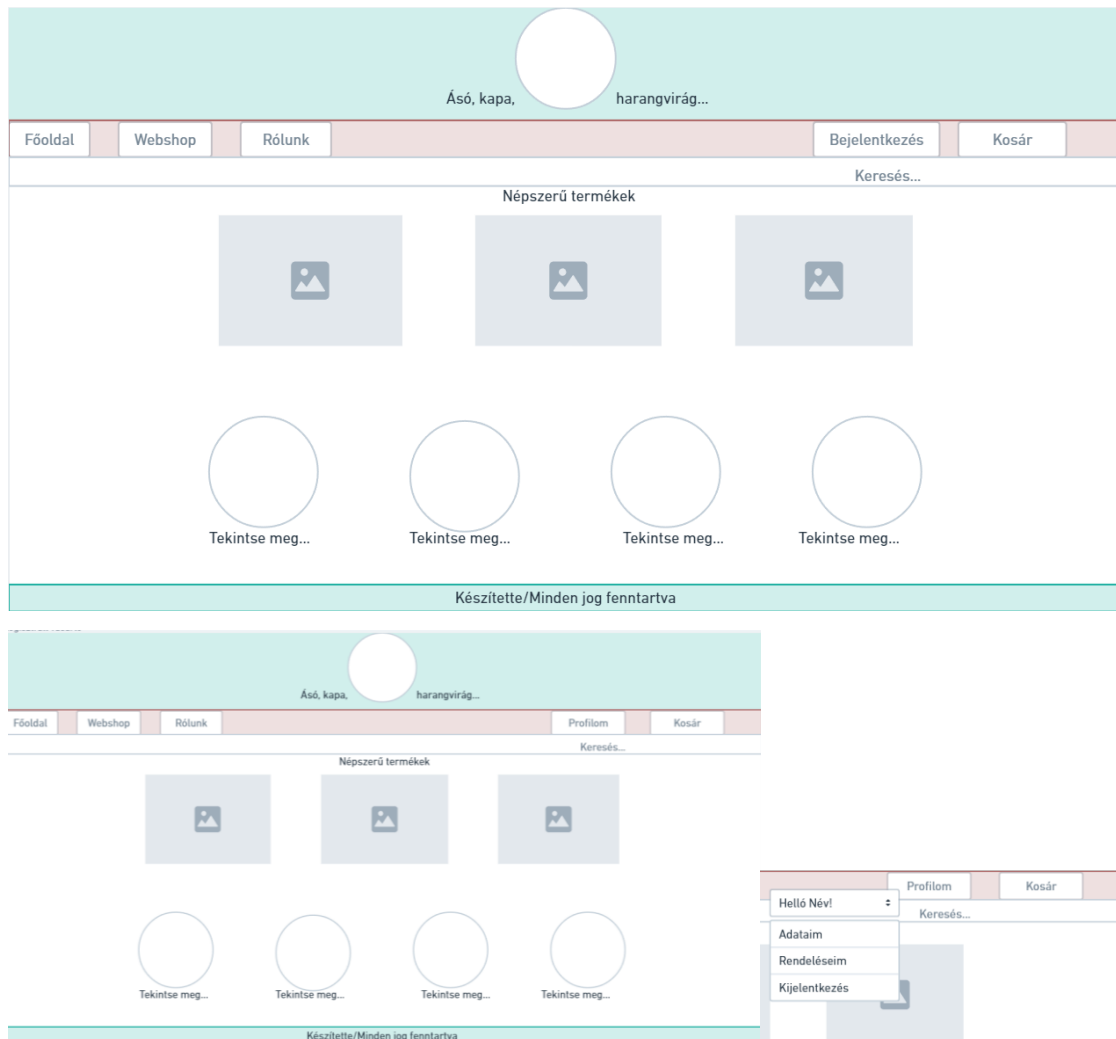 Ásó, kapa, harangvirág...
Főoldal Webshop Rólunk Bejelentkezés Kosár
Keresés...
Népszerű termékek
Tekintse meg... Tekintse meg... Tekintse meg... Tekintse meg...
Készítette/Minden jog fenntartva
Ásó, kapa, harangvirág...
Főoldal Webshop Rólunk Profilom Kosár
Keresés...
Népszerű termékek
Tekintse meg... Tekintse meg... Tekintse meg... Tekintse meg...
Készítette/Minden jog fenntartva
Profilom Kosár
Helló Név!
Keresés...
Adataim
Rendeléseim
Kijelentkezés